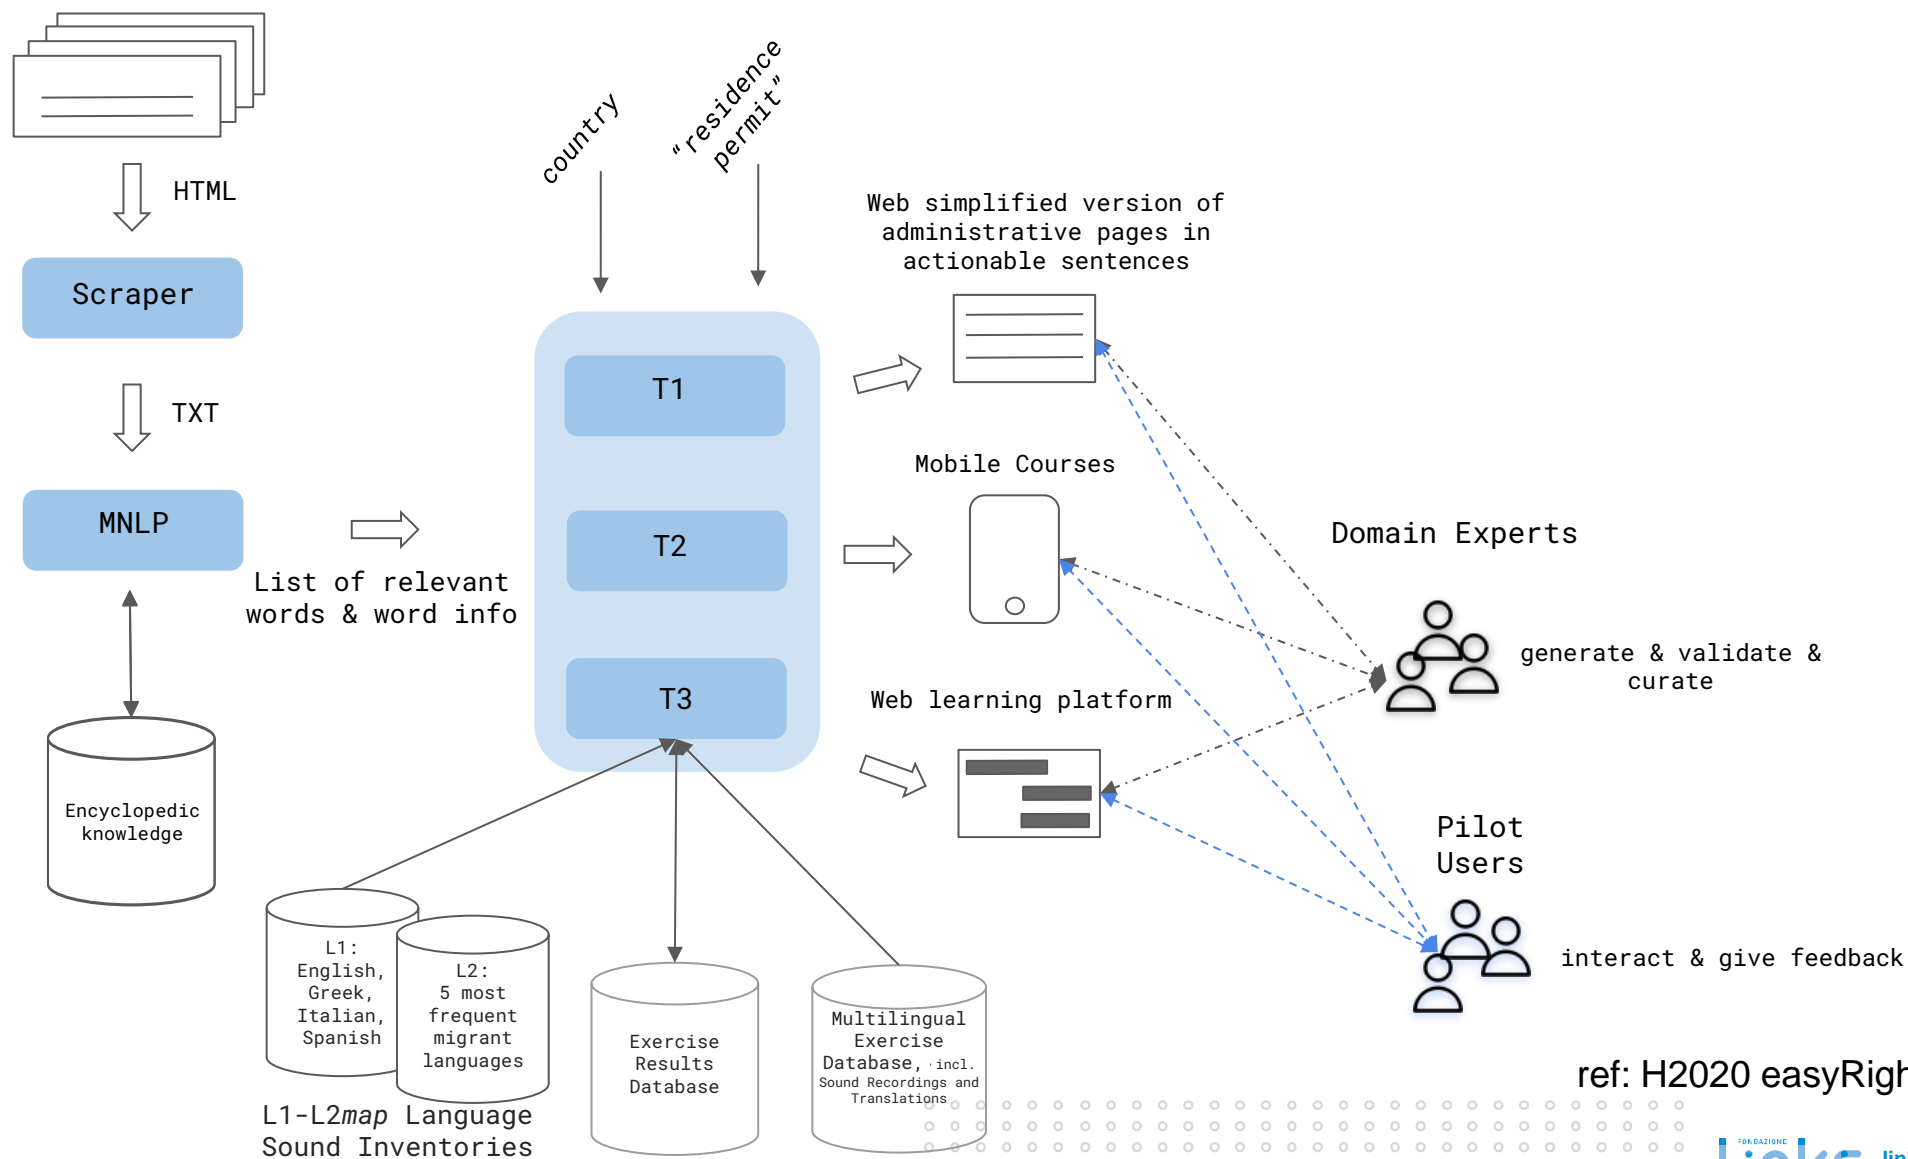 HTML
Scraper
TXT
MNLP
List of relevant
words & word info
Encyclopedic
knowledge
country
"residence
permit"
T1
T2
T3
L1:
English,
Greek,
Italian,
Spanish
L2:
5 most
frequent
migrant
languages
L1-L2map Language
Sound Inventories
Exercise
Results
Database
Multilingual
Exercise
Database, incl.
Sound Recordings and
Translations
Web simplified version of
administrative pages in
actionable sentences
Mobile Courses
Web learning platform
Domain Experts
generate & validate &
curate
Pilot
Users
interact & give feedback
ref: H2020 easyRigh
FONDAZIONE